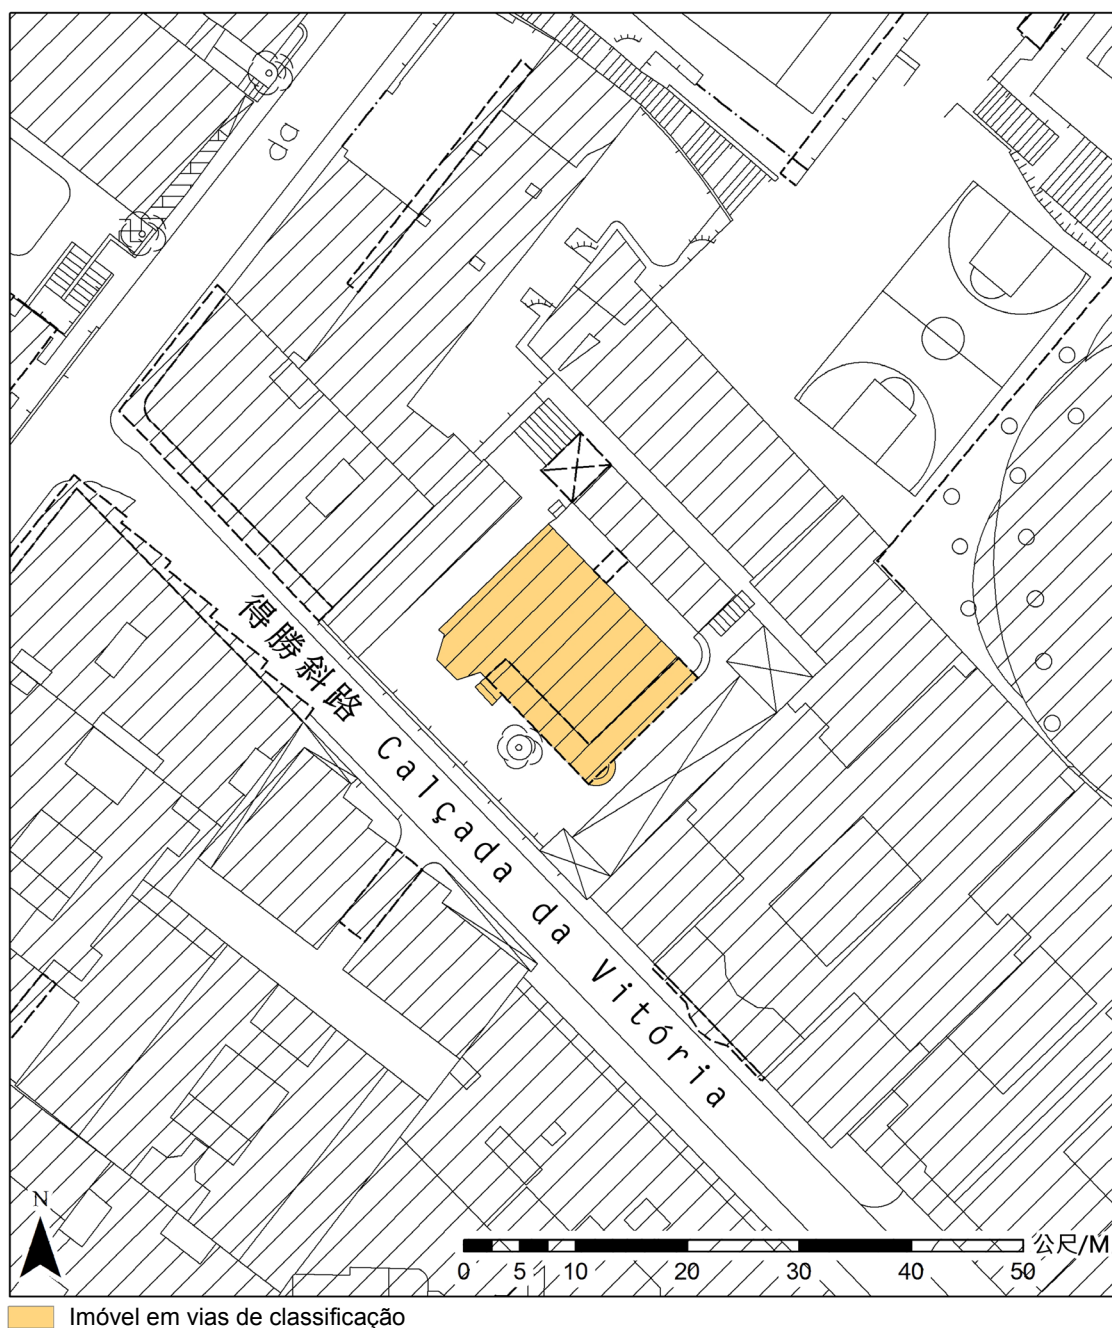 得勝斜路 Calçada da Vitória
N
公尺/M
0 5 10 20 30 40 50
Imóvel em vias de classificação